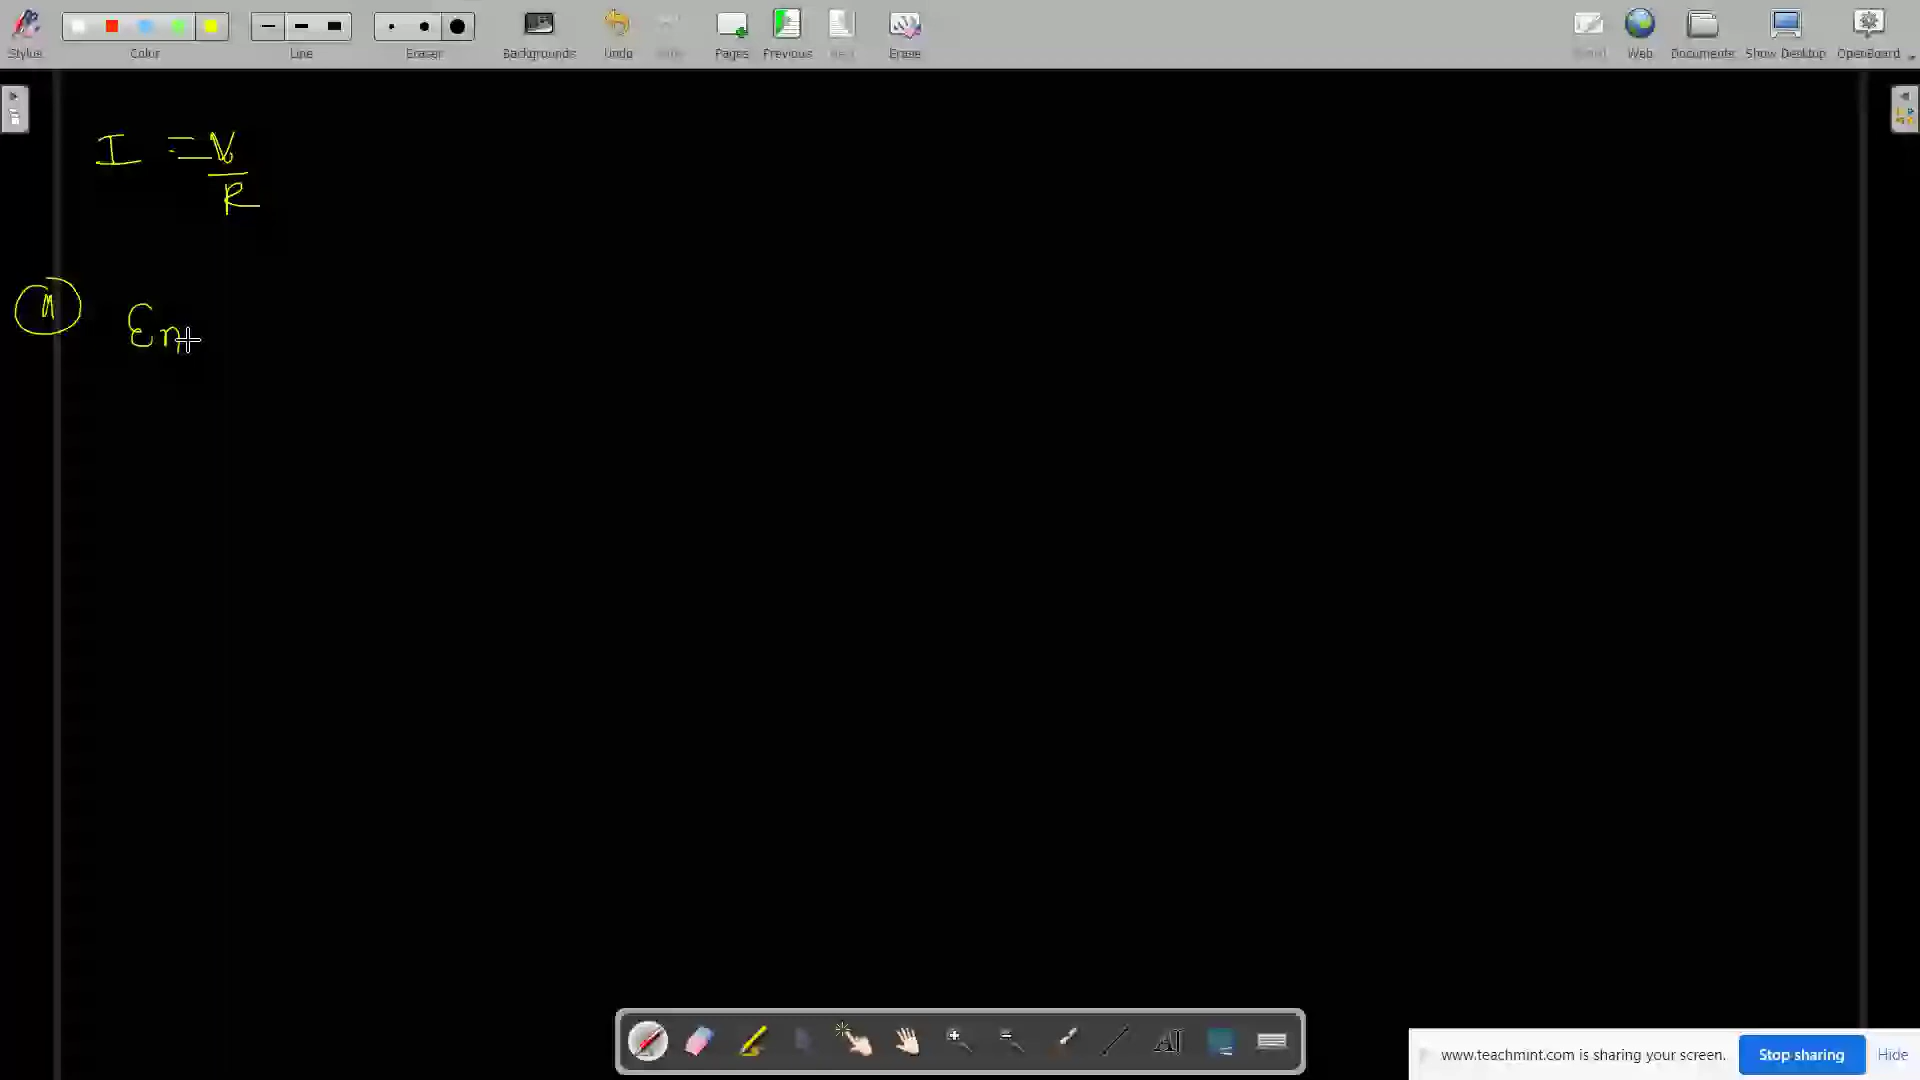 Stylus Color Line Eraser Backgrounds Undo Pages Previous Erase Web Documents Show Desktop OpenBoard
I = V
R
En
www.teachmint.com is sharing your screen. Stop sharing Hide